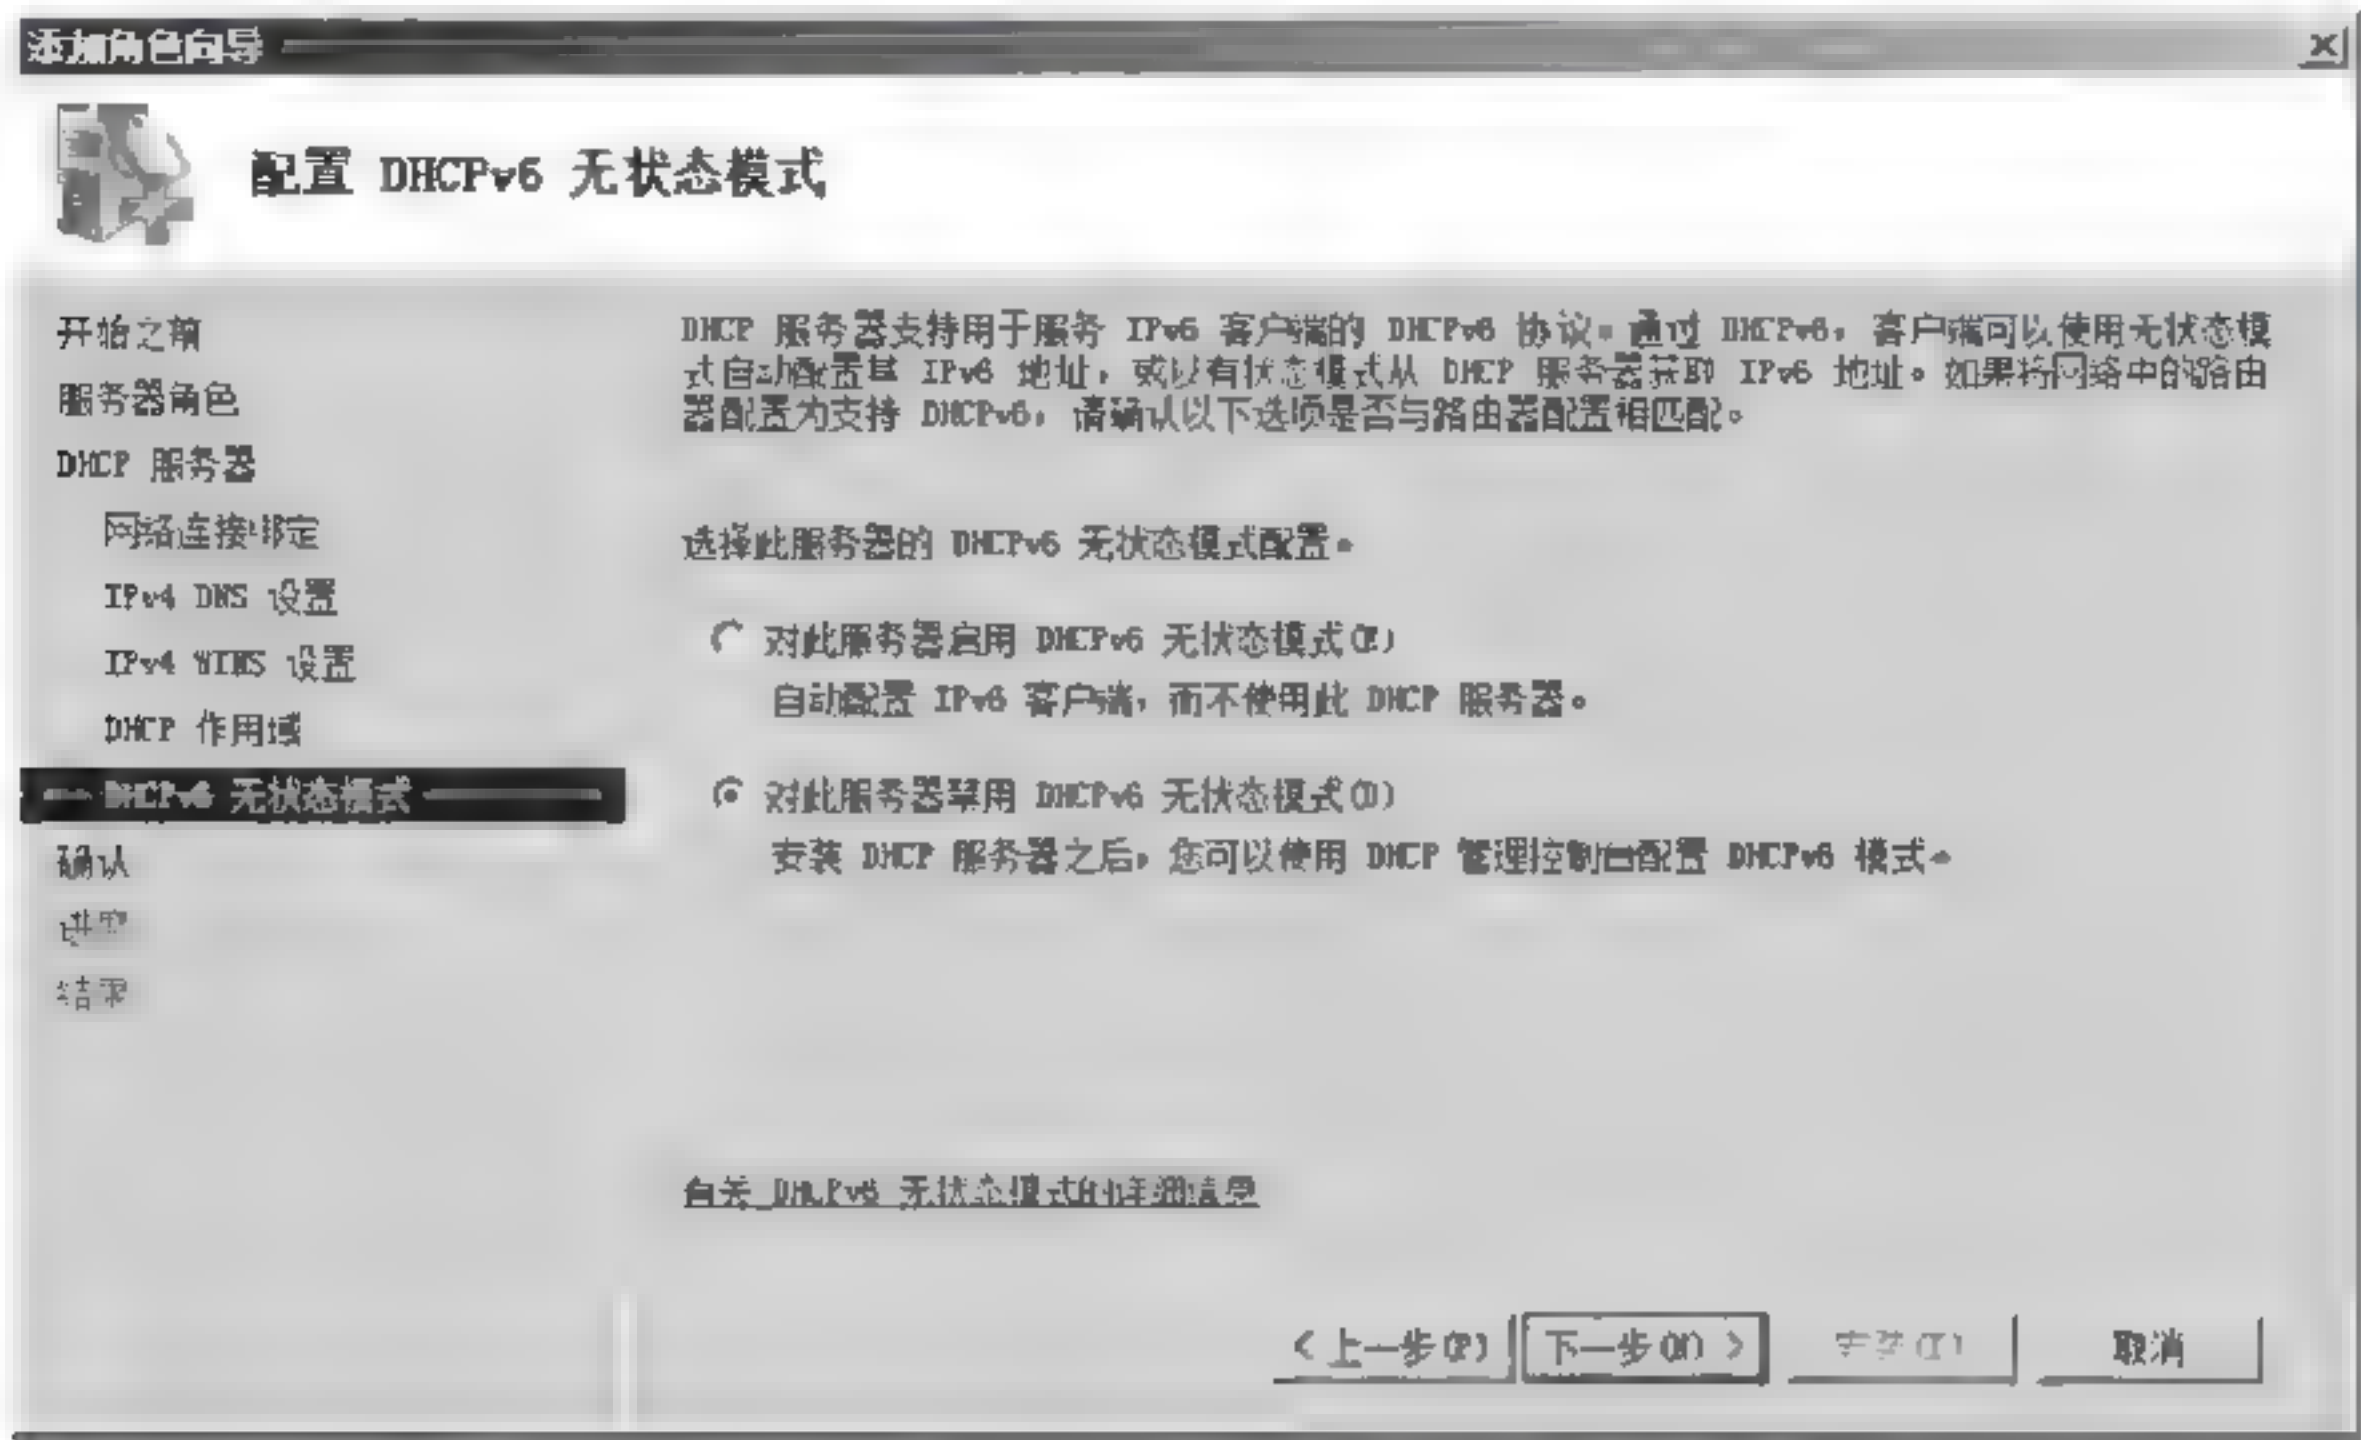 添加角色向导
配置 DHCPv6 无状态模式
开始之前
服务器角色
DHCP 服务器
网络连接绑定
IPv4 DNS 设置
IPv4 WINS 设置
DHCP 作用域
DHCPv6 无状态模式
确认
进度
结果
DHCP 服务器支持用于服务 IPv6 客户端的 DHCPv6 协议。通过 DHCPv6，客户端可以使用无状态模
式自动配置其 IPv6 地址，或以有状态模式从 DHCP 服务器获取 IPv6 地址。如果将网络中的路由
器配置为支持 DHCPv6，请确认以下选项是否与路由器配置相匹配。
选择此服务器的 DHCPv6 无状态模式配置。
对此服务器启用 DHCPv6 无状态模式(E)
自动配置 IPv6 客户端，而不使用此 DHCP 服务器。
对此服务器禁用 DHCPv6 无状态模式(D)
安装 DHCP 服务器之后，您可以使用 DHCP 管理控制台配置 DHCPv6 模式。
有关 DHCPv6 无状态模式的详细信息
< 上一步(P)
下一步(N) >
安装(I)
取消